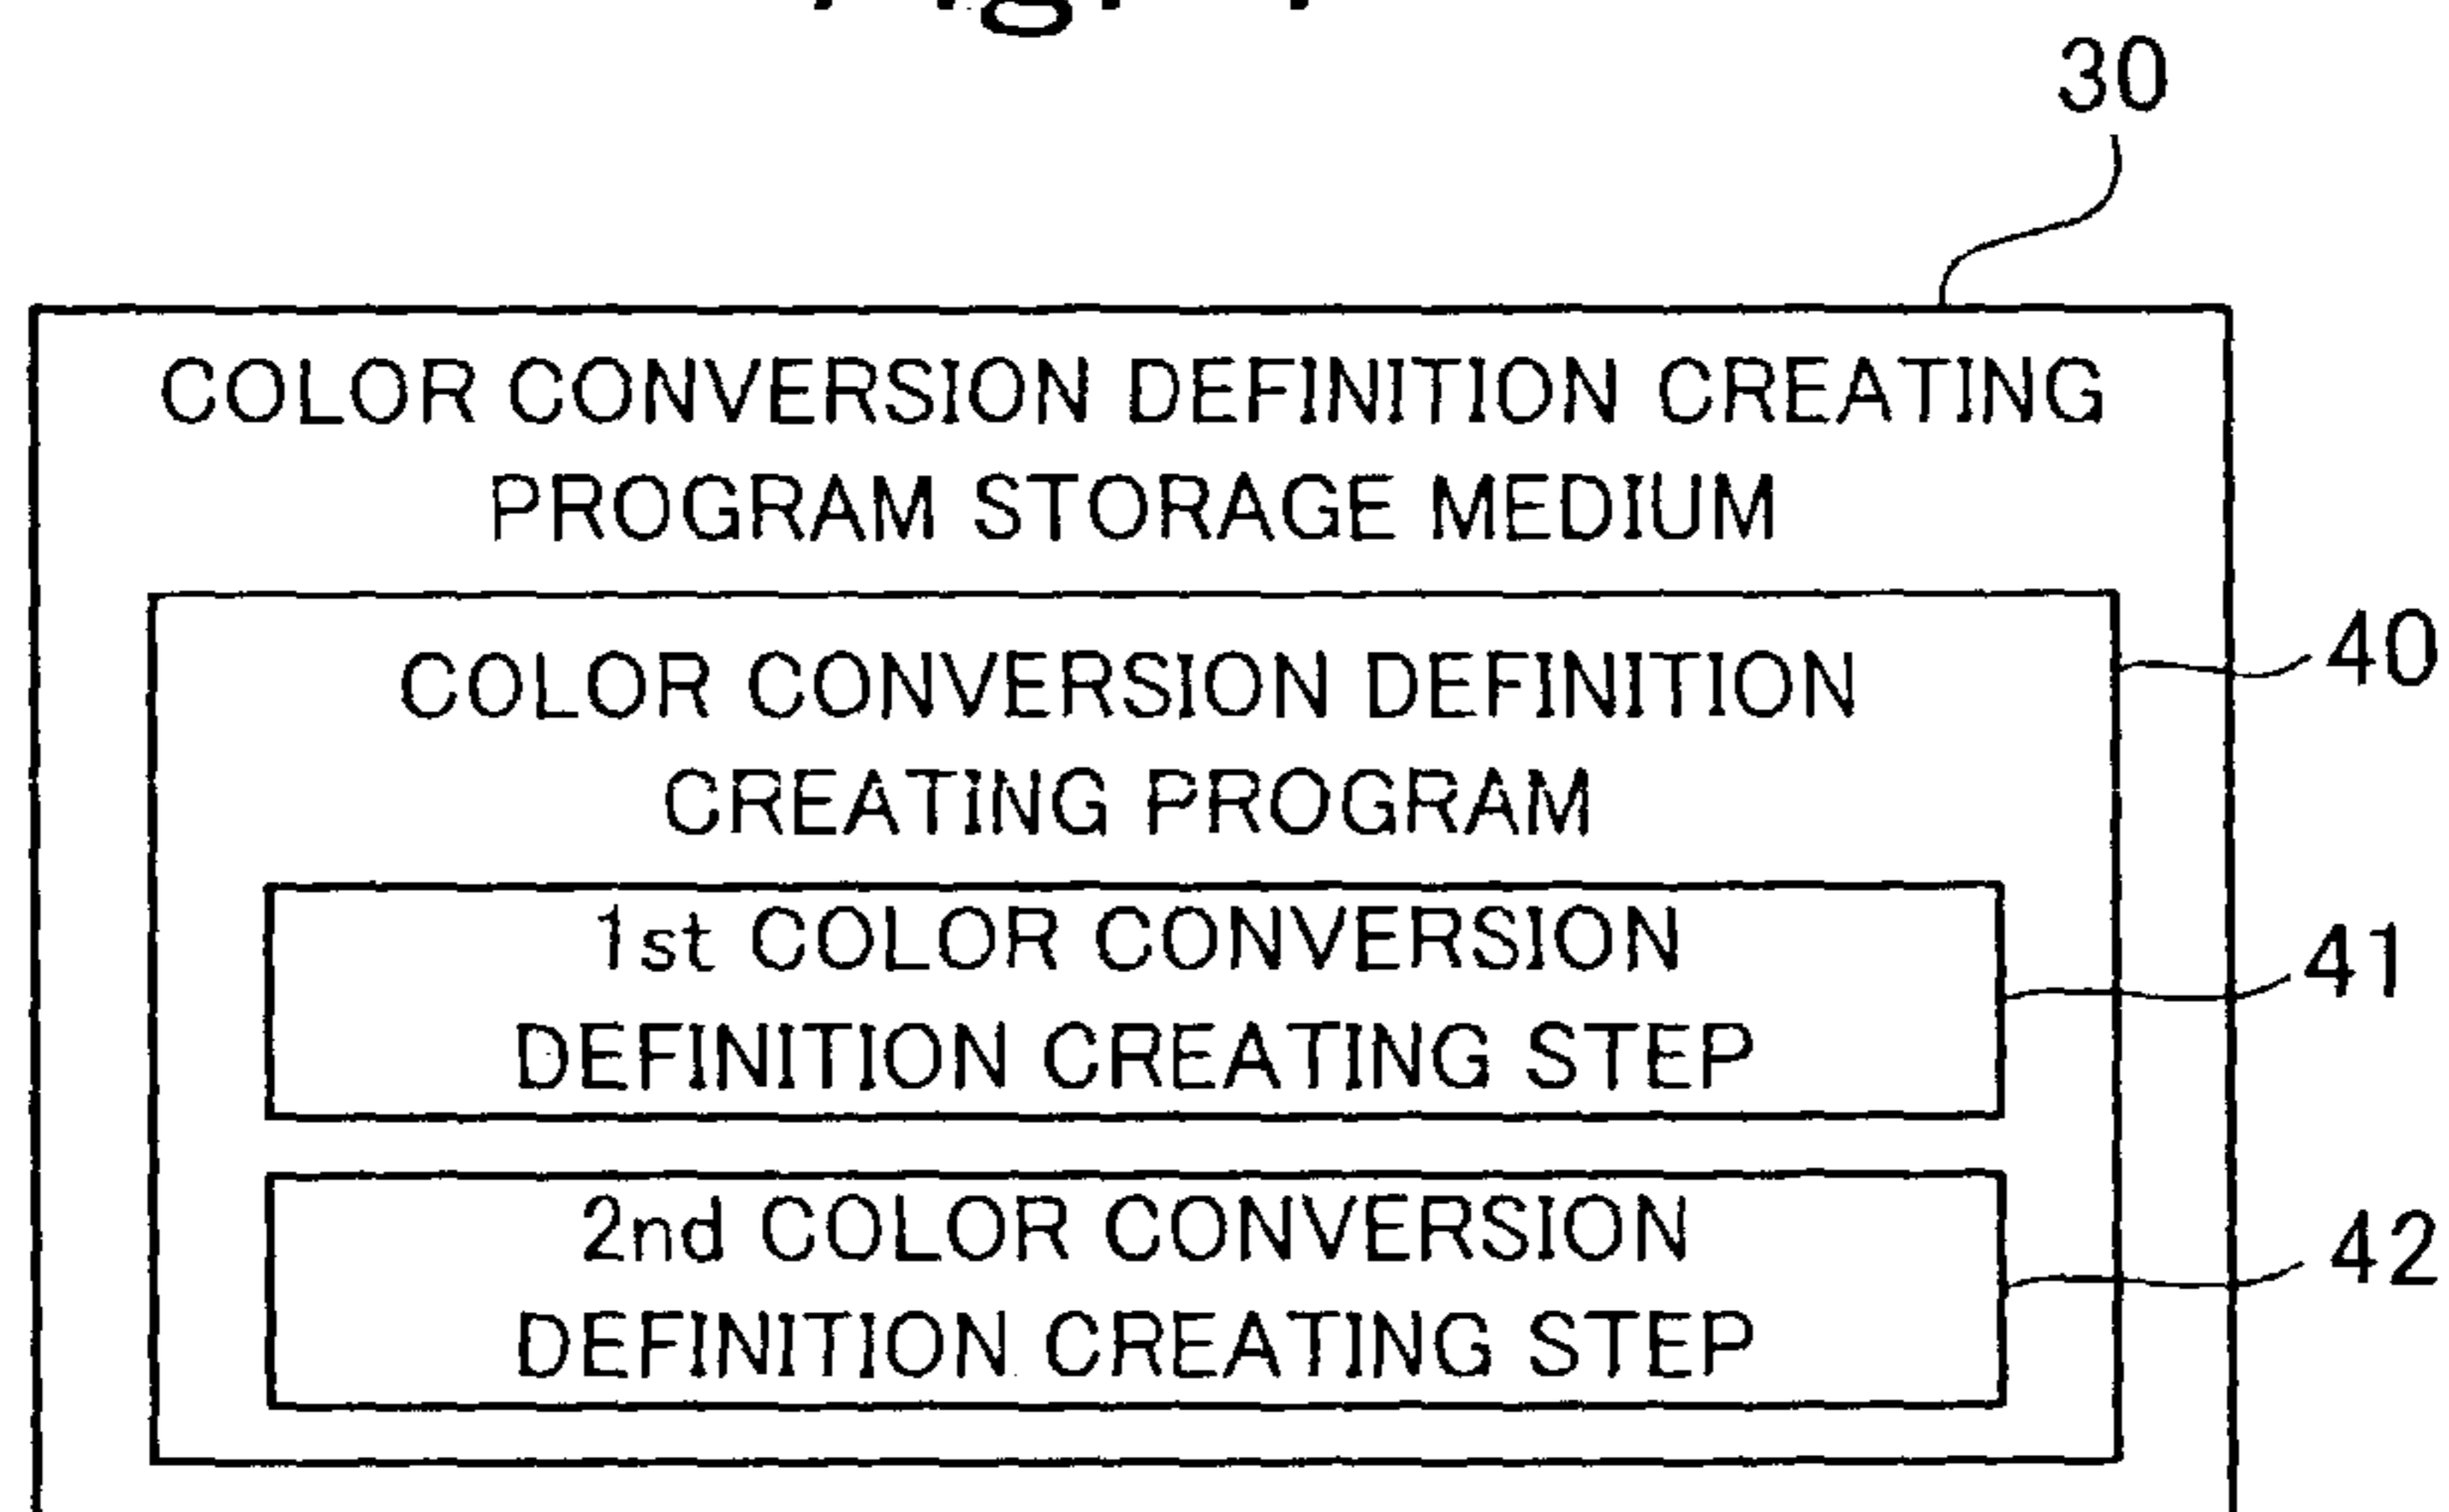 30
COLOR CONVERSION DEFINITION CREATING
PROGRAM STORAGE MEDIUM
COLOR CONVERSION DEFINITION
CREATING PROGRAM
40
1st COLOR CONVERSION
DEFINITION CREATING STEP
41
2nd COLOR CONVERSION
DEFINITION CREATING STEP
42